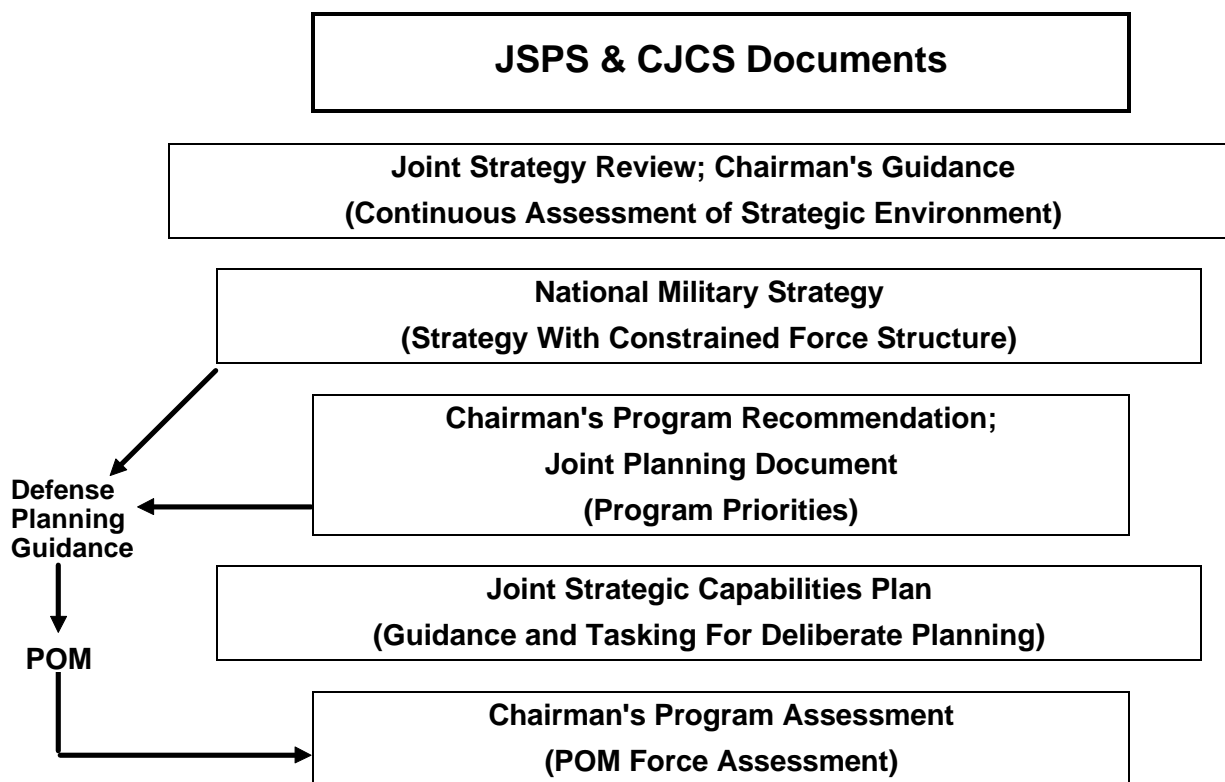 JSPS & CJCS Documents
Joint Strategy Review; Chairman's Guidance
(Continuous Assessment of Strategic Environment)
National Military Strategy
(Strategy With Constrained Force Structure)
Chairman's Program Recommendation;
Joint Planning Document
(Program Priorities)
Defense
Planning
Guidance
Joint Strategic Capabilities Plan
(Guidance and Tasking For Deliberate Planning)
POM
Chairman's Program Assessment
(POM Force Assessment)